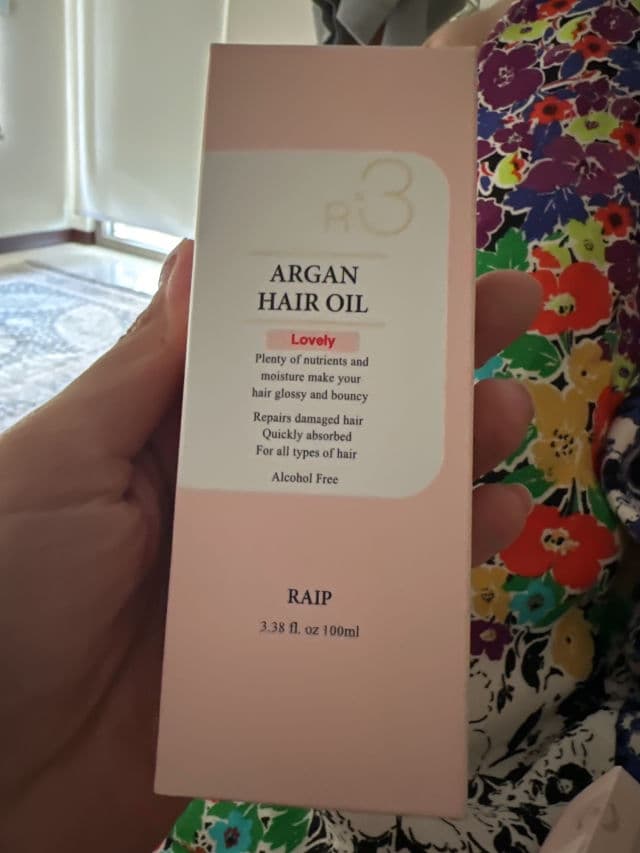 R:3
ARGAN
HAIR OIL
Lovely
Plenty of nutrients and
moisture make your
hair glossy and bouncy
Repairs damaged hair
Quickly absorbed
For all types of hair
Alcohol Free
RAIP
3.38 fl. oz 100ml